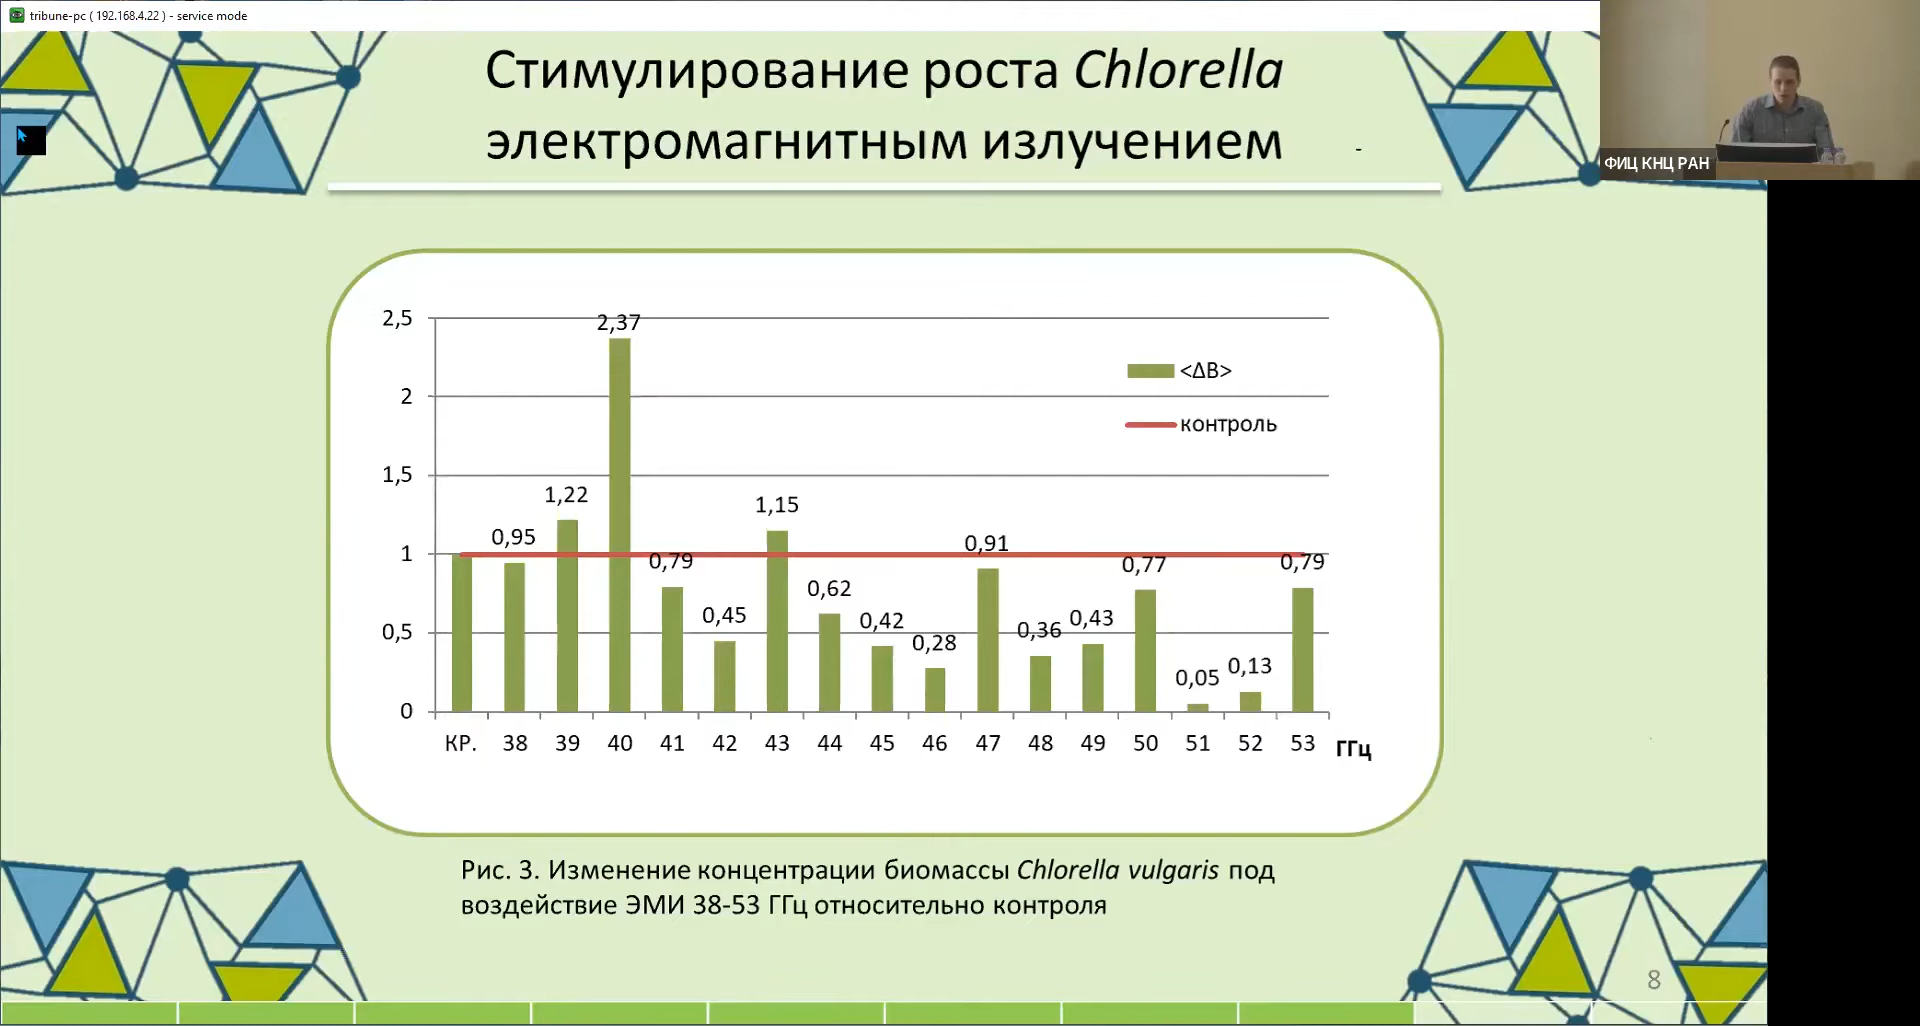 tribune-pc ( 192.168.4.22 ) - service mode
Стимулирование роста Chlorella
электромагнитным излучением
-
ФИЦ КНЦ РАН
2,5
2
1,5
1
0,5
0
0,95
1,22
2,37
0,79
0,45
1,15
0,62
0,42
0,28
0,91
0,36
0,43
0,77
0,05
0,13
0,79
<ΔB>
контроль
КР. 38 39 40 41 42 43 44 45 46 47 48 49 50 51 52 53 ГГц
Рис. 3. Изменение концентрации биомассы Chlorella vulgaris под
воздействие ЭМИ 38-53 ГГц относительно контроля
8